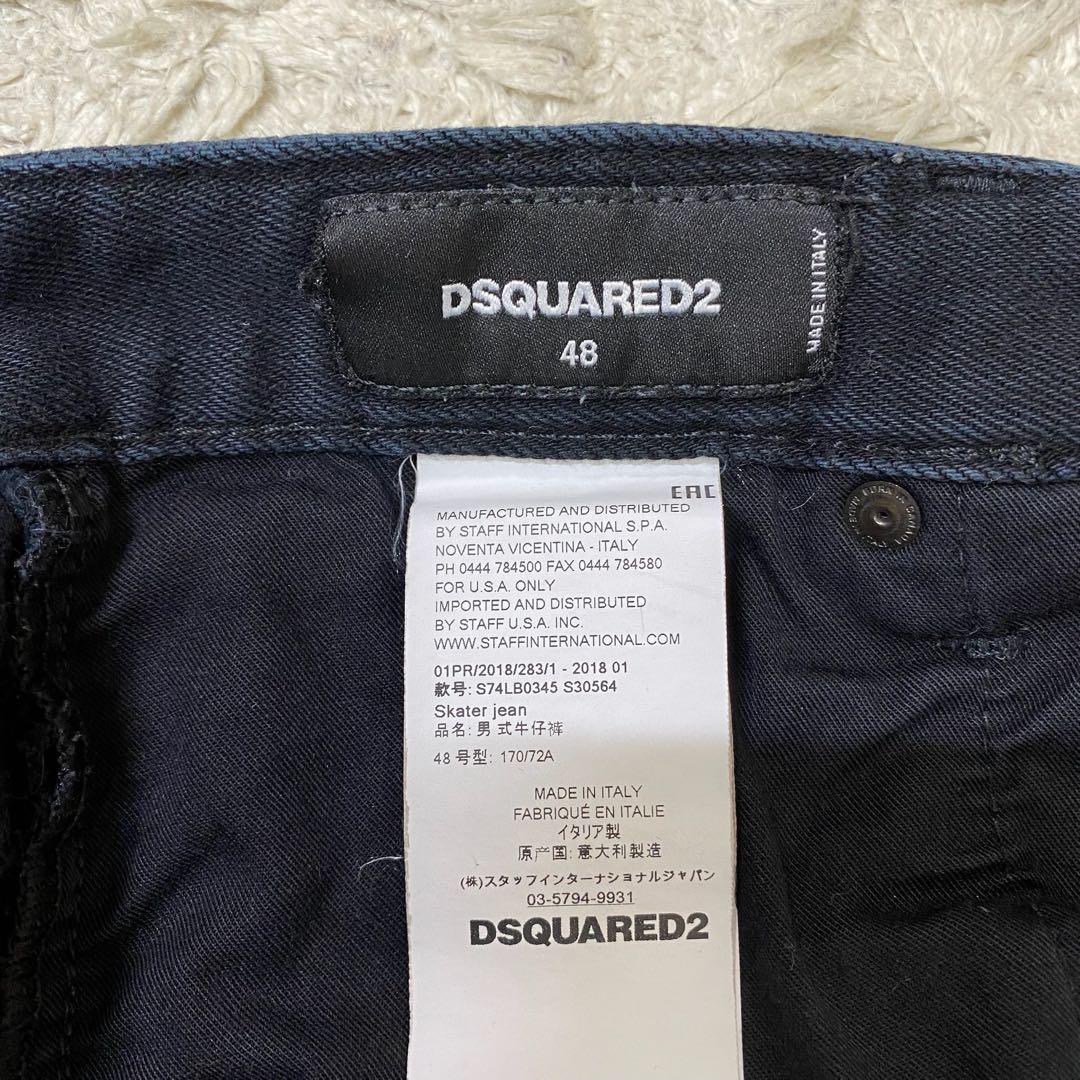 DSQUARED2
48
MADE IN ITALY
EAC
MANUFACTURED AND DISTRIBUTED
BY STAFF INTERNATIONAL S.P.A.
NOVENTA VICENTINA - ITALY
PH 0444 784500 FAX 0444 784580
FOR U.S.A. ONLY
IMPORTED AND DISTRIBUTED
BY STAFF U.S.A. INC.
WWW.STAFFINTERNATIONAL.COM
01PR/2018/283/1 - 2018 01
款号: S74LB0345 S30564
Skater jean
品名: 男式牛仔裤
48 号型: 170/72A
MADE IN ITALY
FABRIQUÉ EN ITALIE
イタリア製
原产国: 意大利製造
(株)スタッフインターナショナルジャパン
03-5794-9931
DSQUARED2